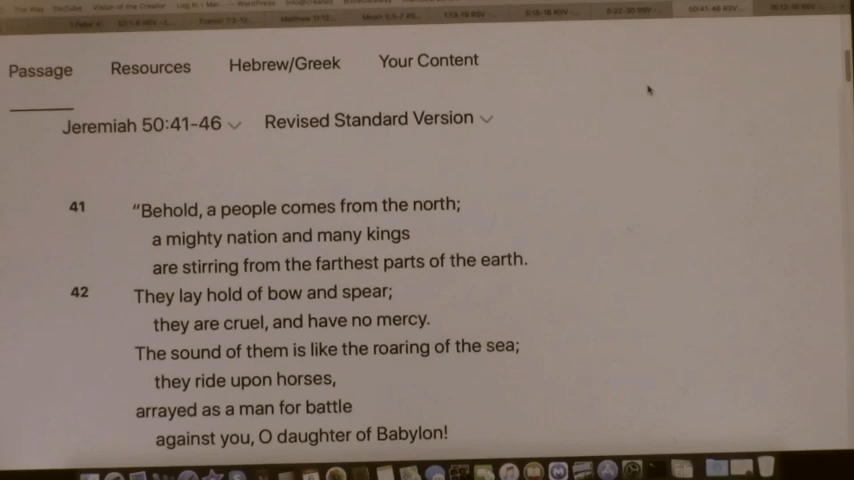 Passage Resources Hebrew/Greek Your Content
Jeremiah 50:41-46 Revised Standard Version
41 “Behold, a people comes from the north;
a mighty nation and many kings
are stirring from the farthest parts of the earth.
42 They lay hold of bow and spear;
they are cruel, and have no mercy.
The sound of them is like the roaring of the sea;
they ride upon horses,
arrayed as a man for battle
against you, O daughter of Babylon!